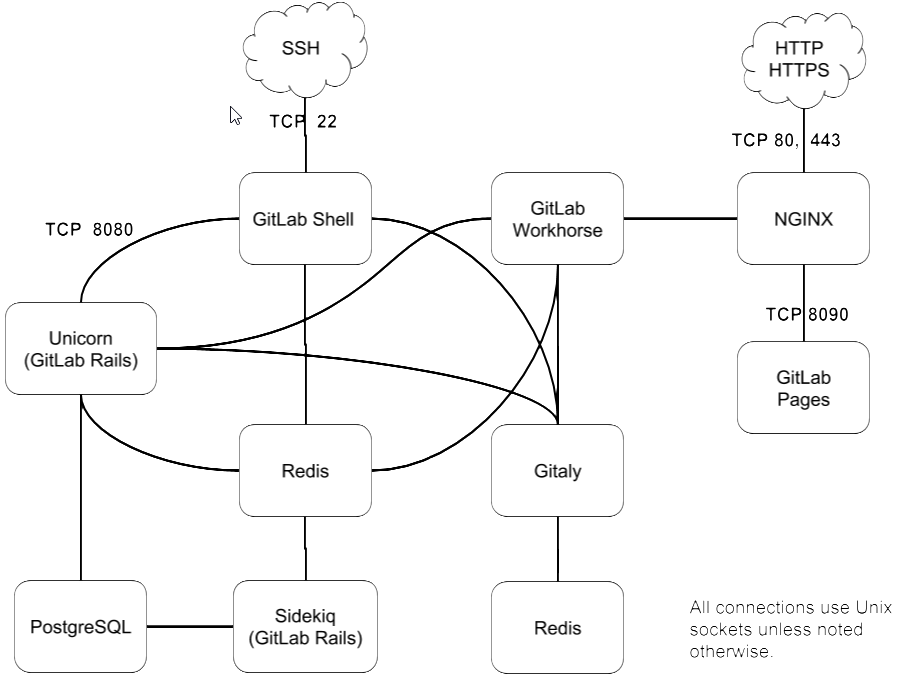 SSH
HTTP
HTTPS
TCP 22
TCP 80, 443
GitLab Shell
GitLab
Workhorse
NGINX
TCP 8080
TCP 8090
Unicorn
(GitLab Rails)
GitLab
Pages
Redis
Gitaly
PostgreSQL
Sidekiq
(GitLab Rails)
Redis
All connections use Unix
sockets unless noted
otherwise.